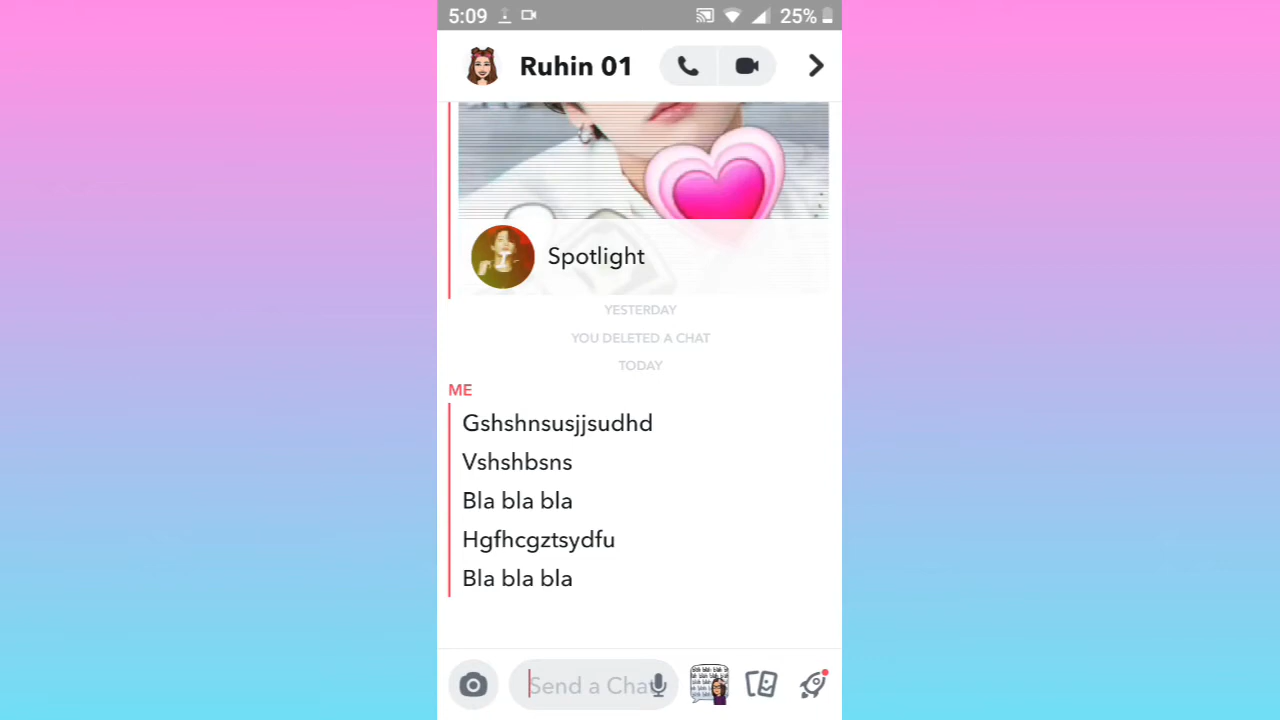 5:09 25%
Ruhin 01
Spotlight
YESTERDAY
YOU DELETED A CHAT
TODAY
ME
Gshshnsusjjsudhd
Vshshbsns
Bla bla bla
Hgfhcgztsydfu
Bla bla bla
Send a Cha